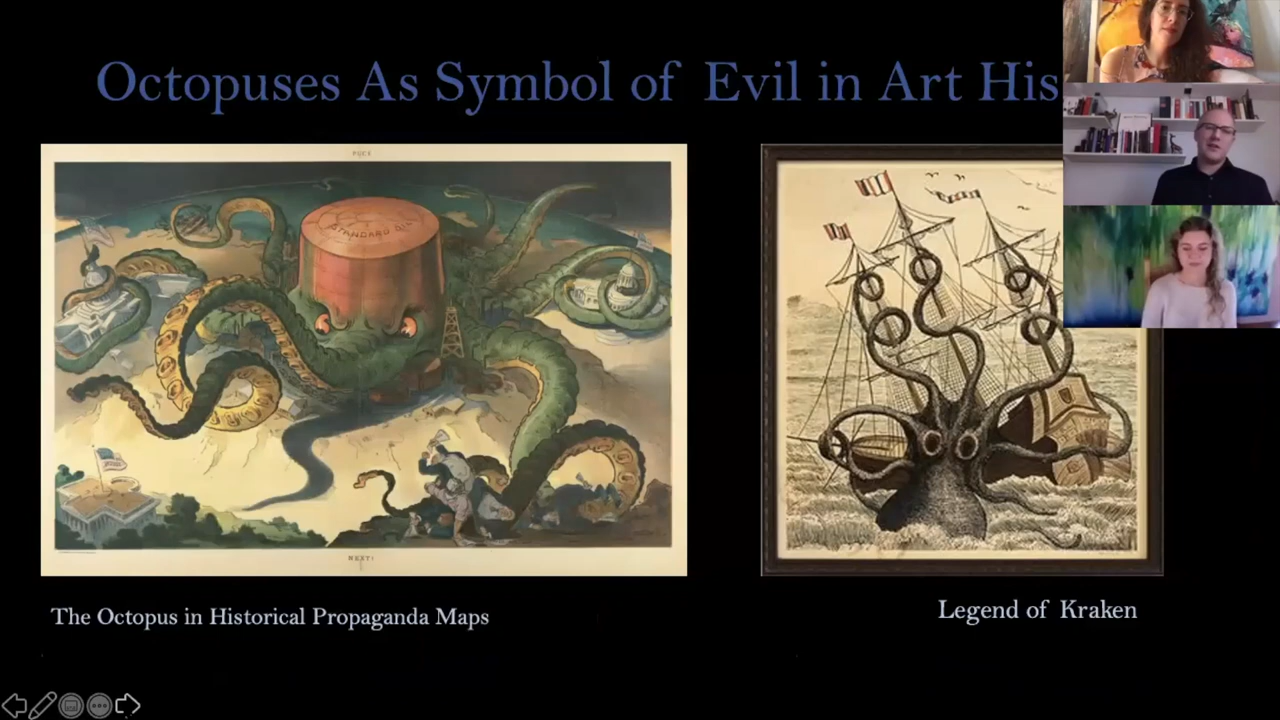 Octopuses As Symbol of Evil in Art His
PUCK
STANDARD OIL
NEXT!
The Octopus in Historical Propaganda Maps
Legend of Kraken